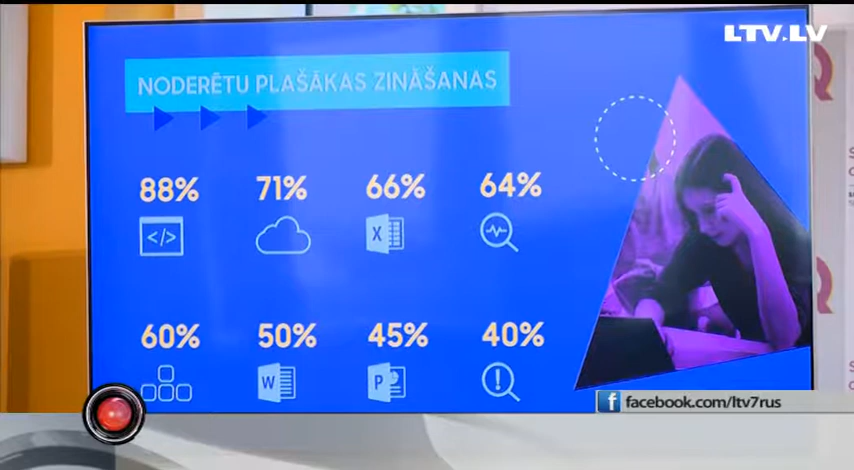 LTV.LV
NODERĒTU PLAŠĀKAS ZINĀŠANAS
88% 71% 66% 64%
</> X
60% 50% 45% 40%
W P !
facebook.com/ltv7rus